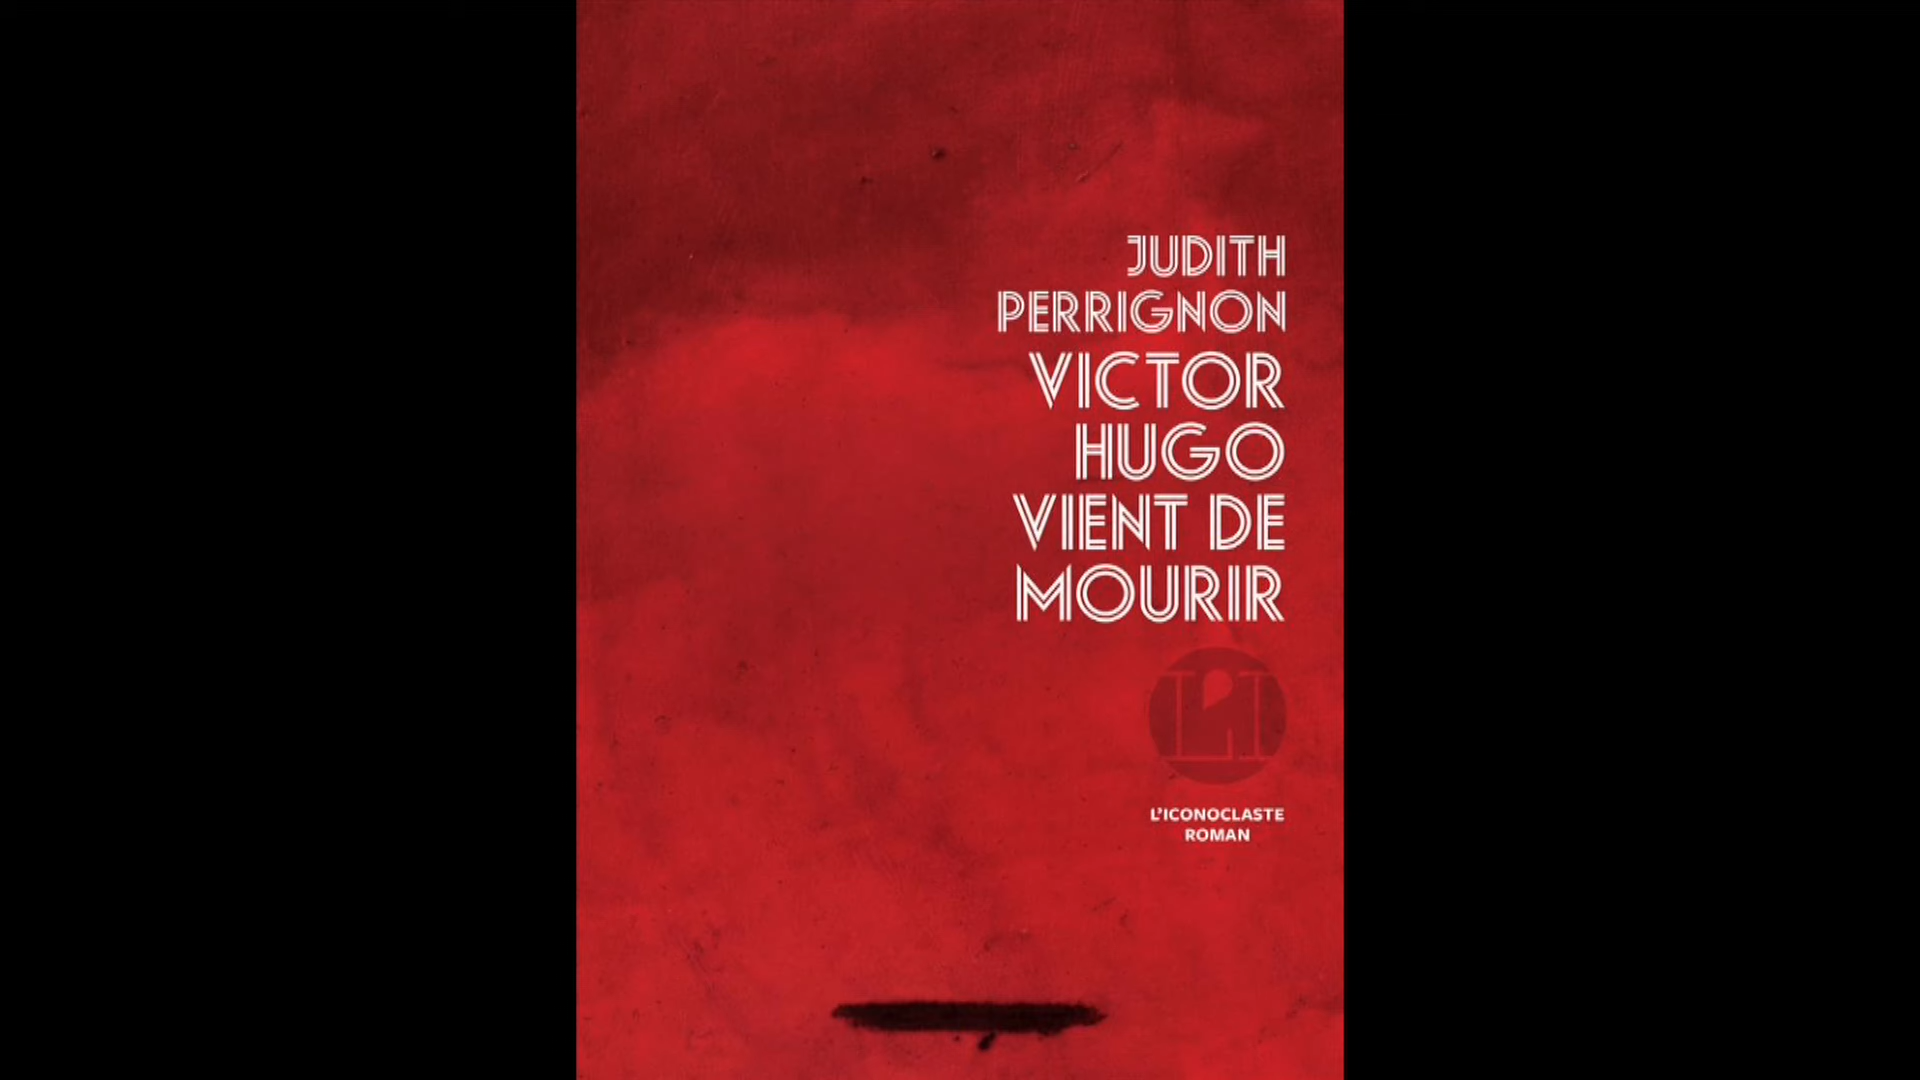 JUDITH
PERRIGNON
VICTOR
HUGO
VIENT DE
MOURIR
L'ICONOCLASTE
ROMAN